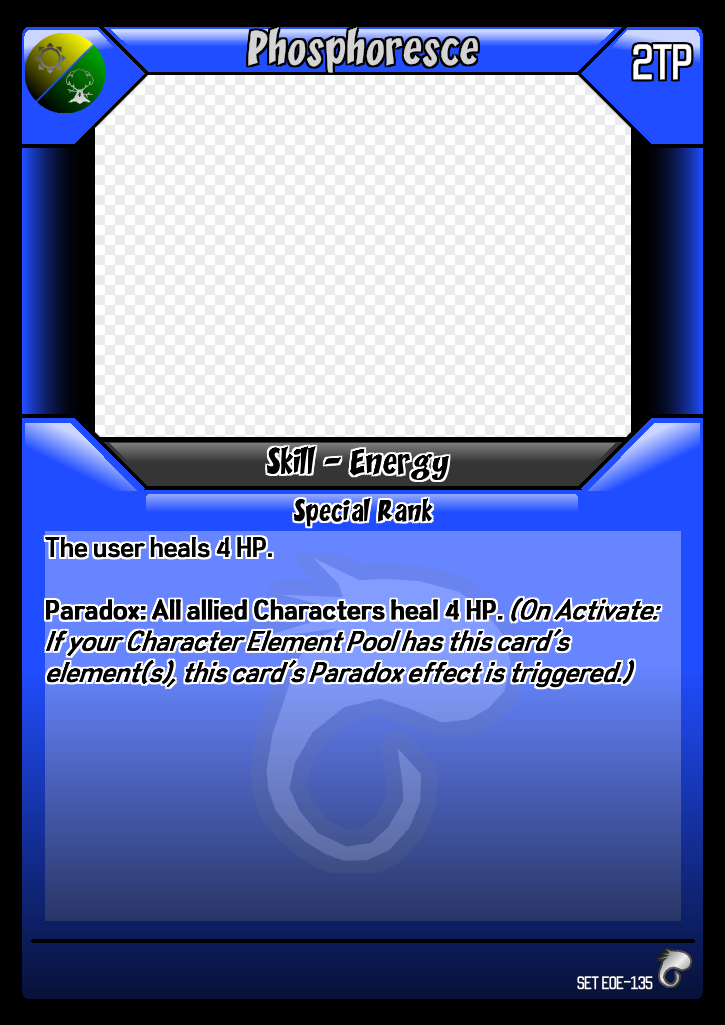 Phosphoresce
2TP
Skill - Energy
Special Rank
The user heals 4 HP.
Paradox: All allied Characters heal 4 HP. (On Activate:
If your Character Element Pool has this card's
element(s), this card's Paradox effect is triggered.)
SET EOE-135